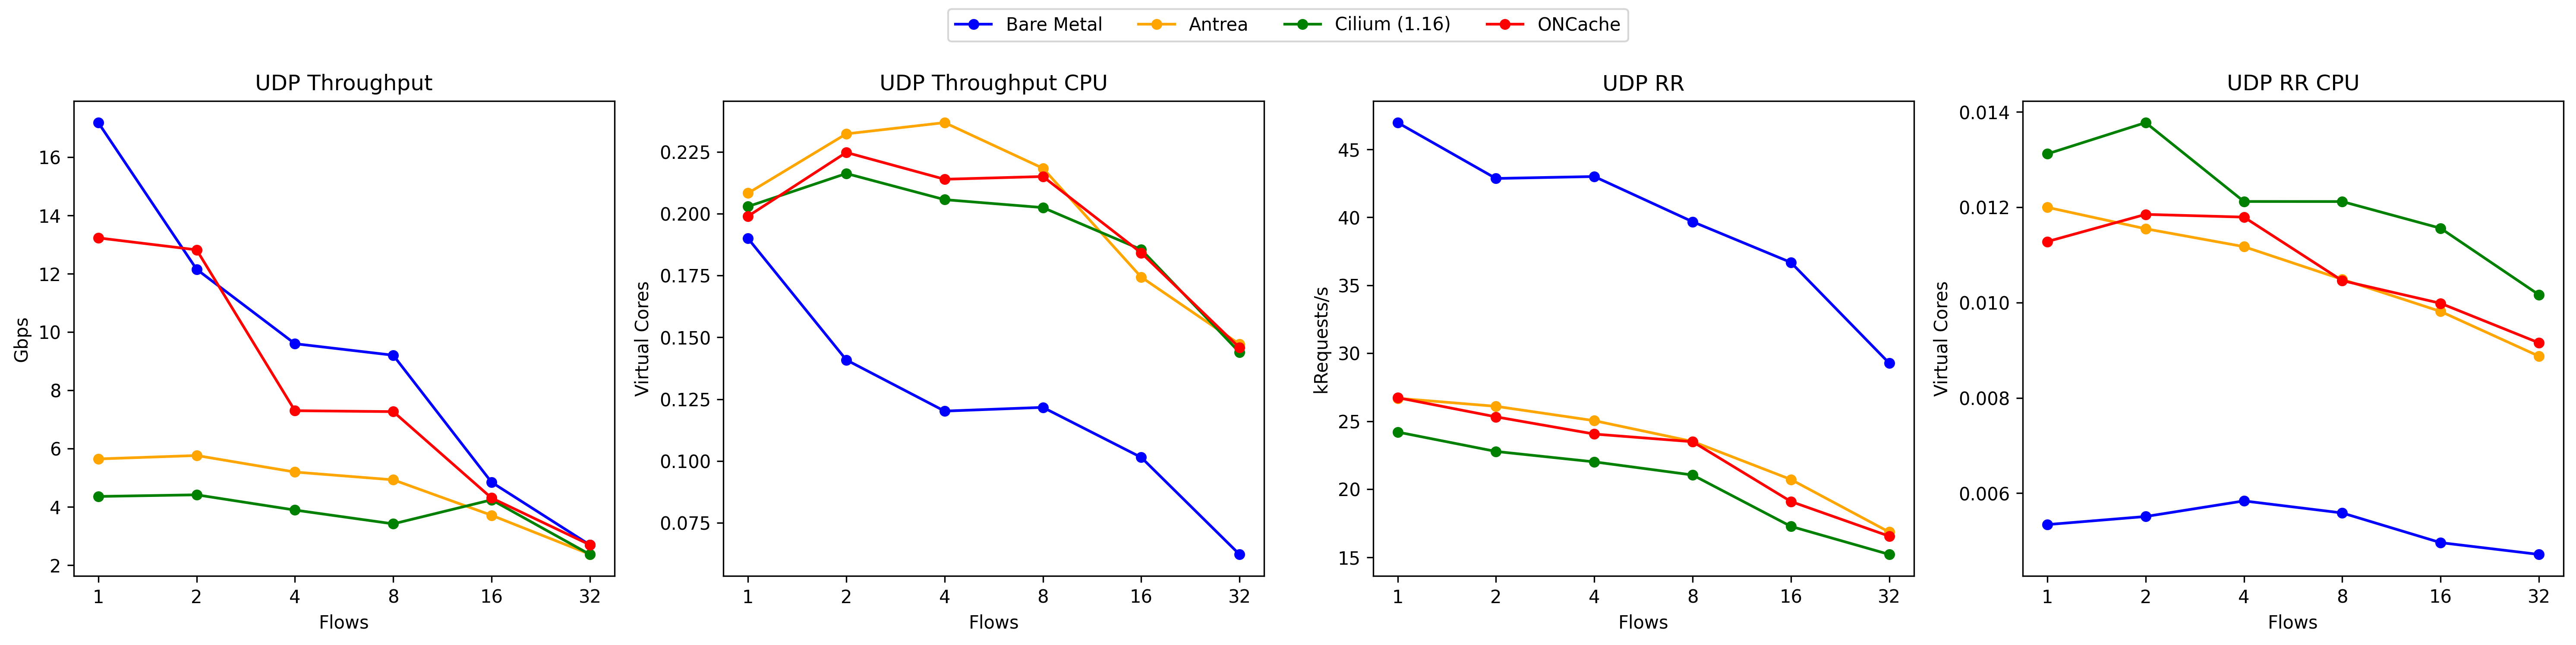 Bare Metal Antrea Cilium (1.16) ONCache
UDP Throughput
Gbps
16
14
12
10
8
6
4
2
1 2 4 8 16 32
Flows
UDP Throughput CPU
Virtual Cores
0.225
0.200
0.175
0.150
0.125
0.100
0.075
1 2 4 8 16 32
Flows
UDP RR
kRequests/s
45
40
35
30
25
20
15
1 2 4 8 16 32
Flows
UDP RR CPU
Virtual Cores
0.014
0.012
0.010
0.008
0.006
1 2 4 8 16 32
Flows